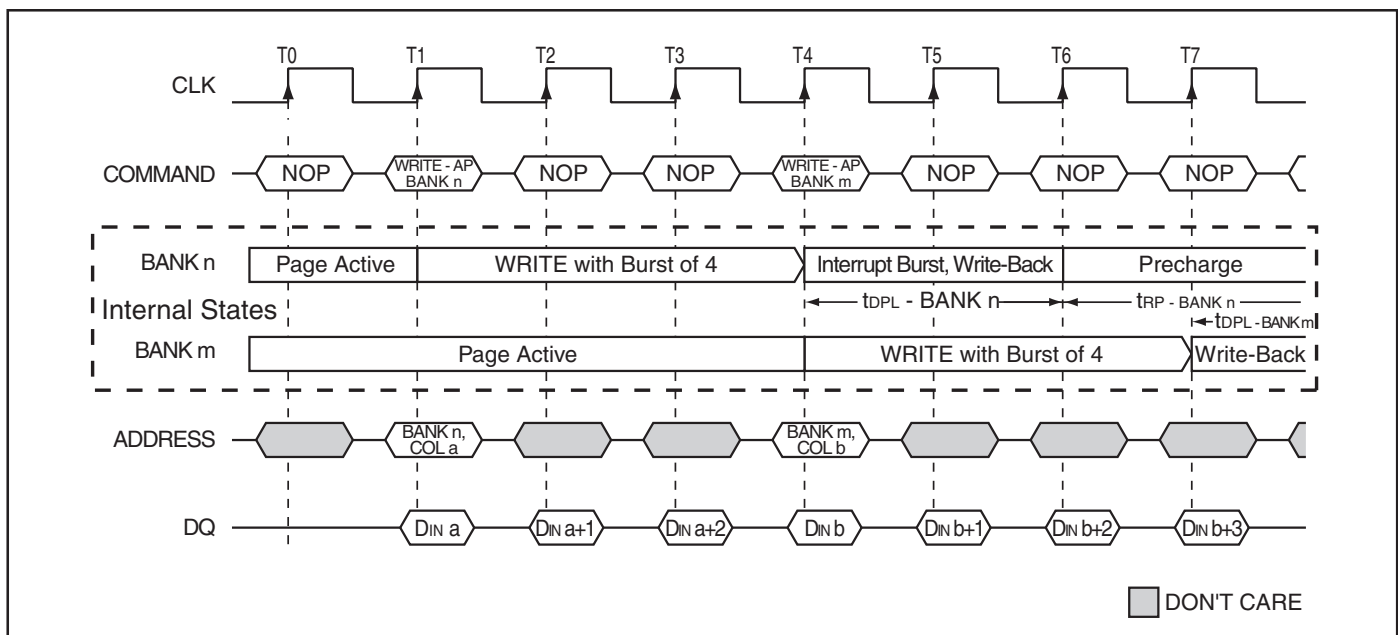 T0 T1 T2 T3 T4 T5 T6 T7
CLK
COMMAND NOP WRITE - AP BANK n NOP NOP WRITE - AP BANK m NOP NOP NOP
BANK n Page Active WRITE with Burst of 4 Interrupt Burst, Write-Back Precharge
tDPL - BANK n tRP - BANK n
Internal States
tDPL - BANK m
BANK m Page Active WRITE with Burst of 4 Write-Back
ADDRESS BANK n, COL a BANK m, COL b
DQ DIN a DIN a+1 DIN a+2 DIN b DIN b+1 DIN b+2 DIN b+3
DON'T CARE